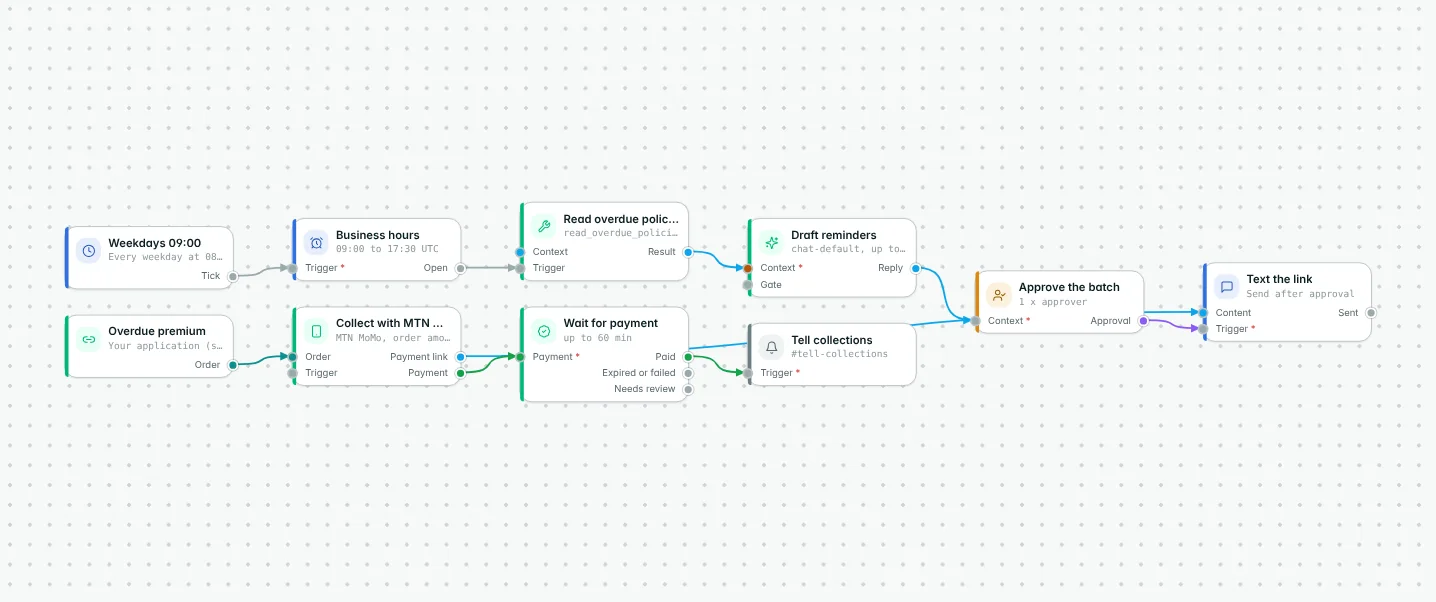 Weekdays 09:00
Every weekday at 08…
Tick
Business hours
09:00 to 17:30 UTC
Trigger *
Open
Read overdue polic…
read_overdue_polici…
Context
Result
Trigger
Draft reminders
chat-default, up to…
Context *
Reply
Gate
Approve the batch
1 x approver
Context *
Approval
Text the link
Send after approval
Content
Sent
Trigger *
Overdue premium
Your application (s…
Order
Collect with MTN …
MTN MoMo, order amo…
Order
Payment link
Trigger
Payment
Wait for payment
up to 60 min
Payment *
Paid
Expired or failed
Needs review
Tell collections
#tell-collections
Trigger *